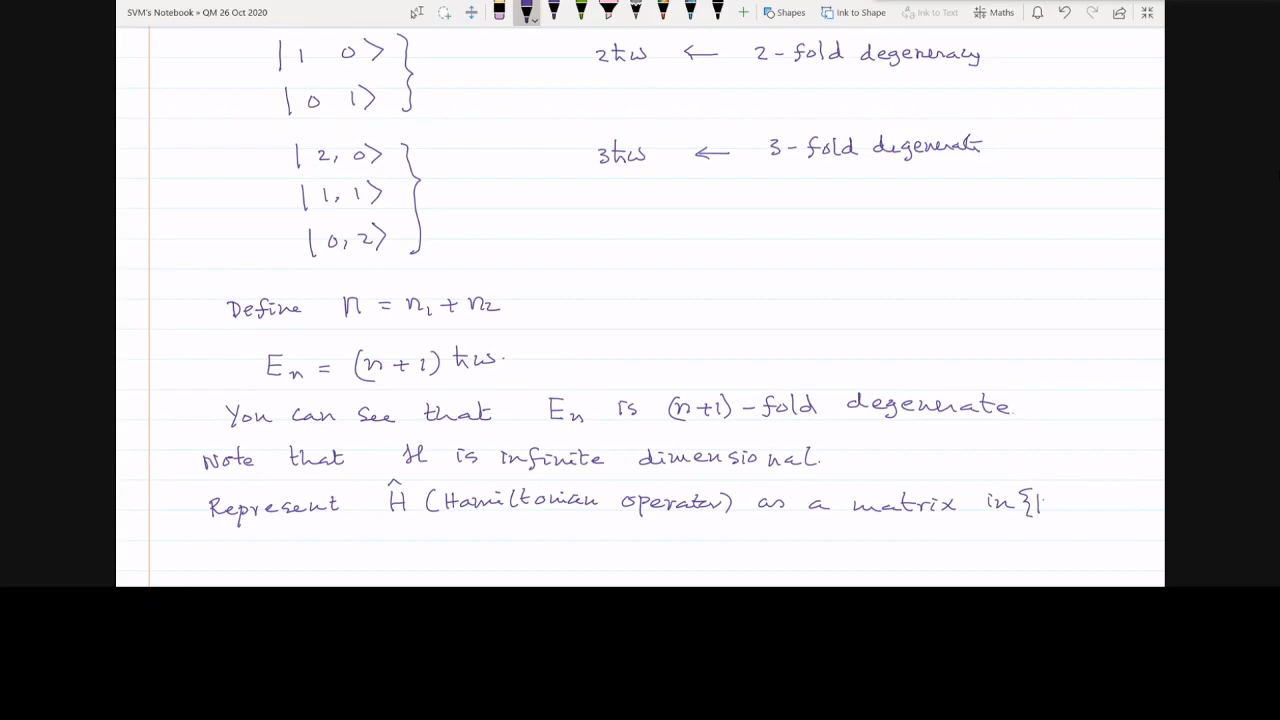 SVM's Notebook » QM 26 Oct 2020
Shapes Ink to Shape Ink to Text Maths
| 1 0 > } 2ħω ← 2-fold degeneracy
| 0 1 >
| 2, 0 > } 3ħω ← 3-fold degenerate
| 1, 1 >
| 0, 2 >
Define n = n₁ + n₂
Eₙ = (n + 1) ħω.
You can see that Eₙ is (n+1)-fold degenerate.
Note that ℋ is infinite dimensional.
Represent Ĥ (Hamiltonian operator) as a matrix in {|